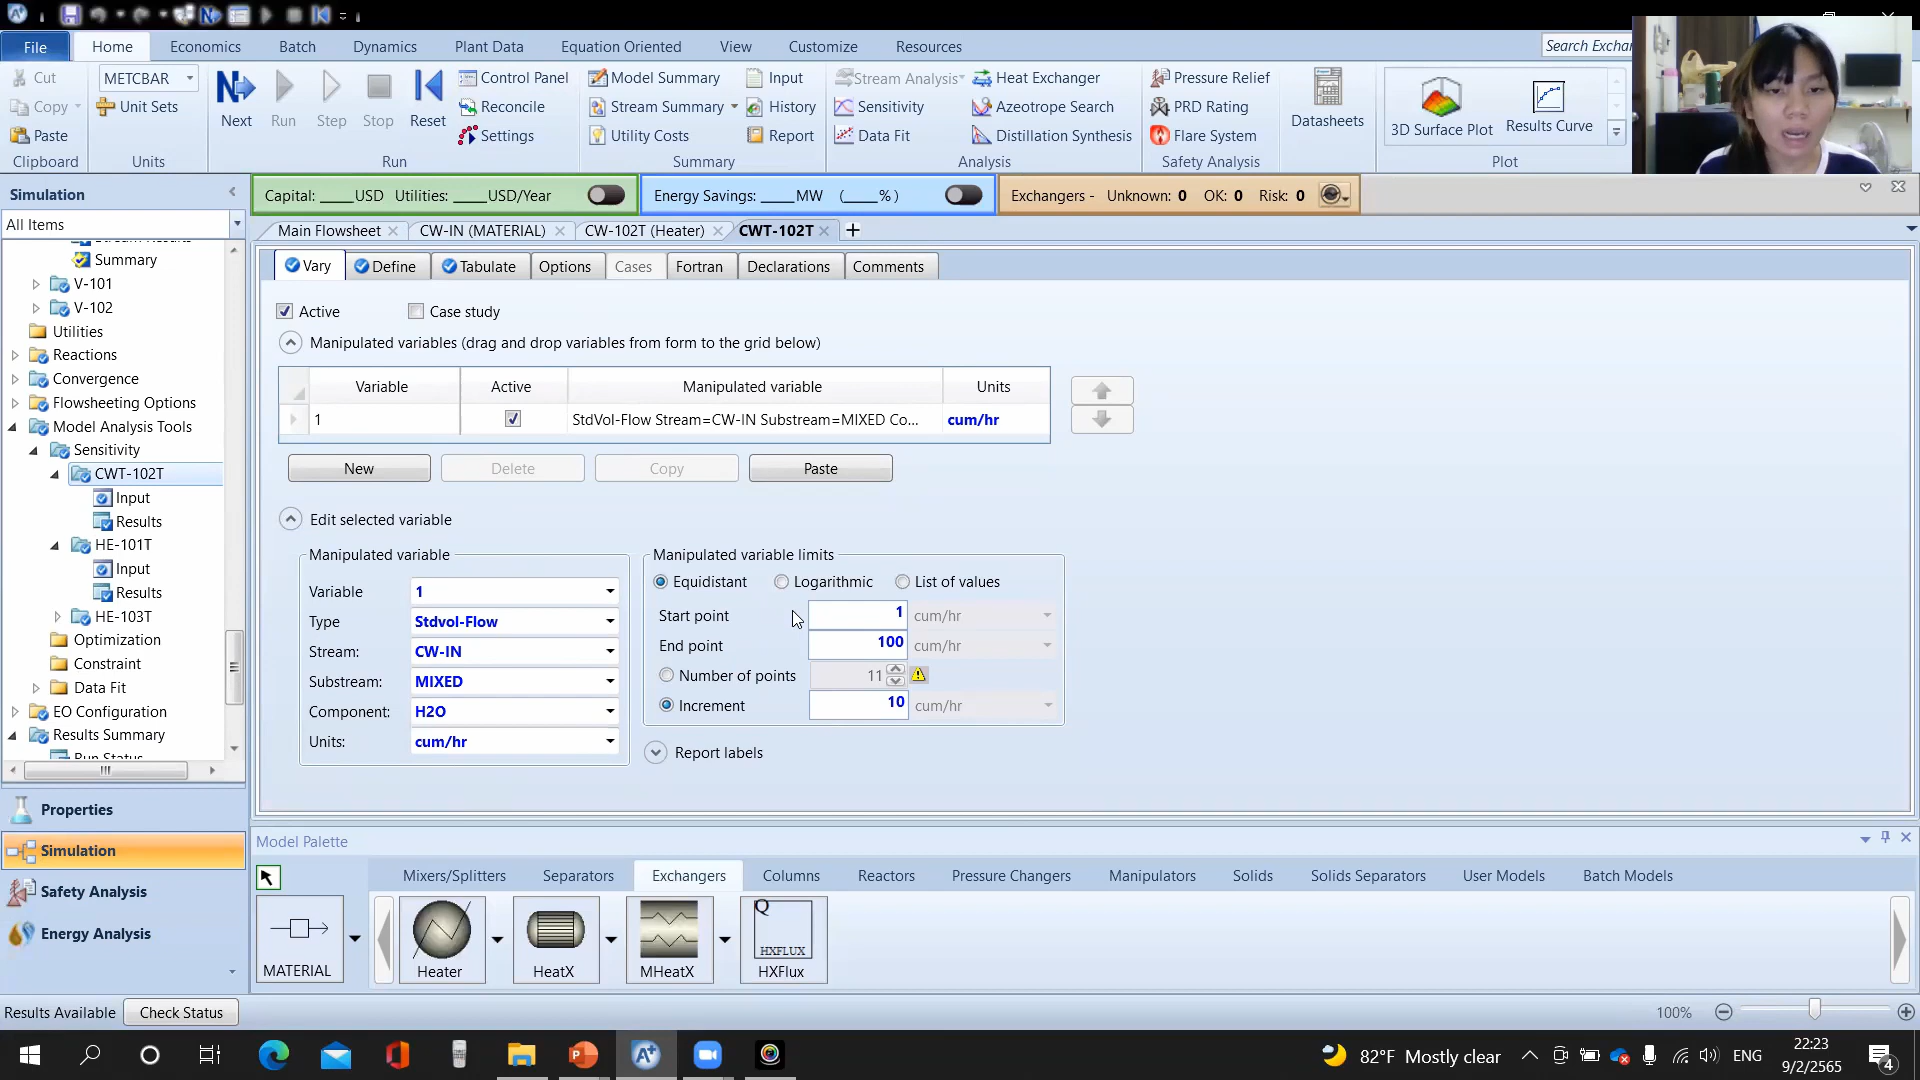 File Home Economics Batch Dynamics Plant Data Equation Oriented View Customize Resources Search Exchan
Cut METCBAR Control Panel Model Summary Input Stream Analysis Heat Exchanger Pressure Relief
Copy Unit Sets Reconcile Stream Summary History Sensitivity Azeotrope Search PRD Rating
Paste Next Run Step Stop Reset Settings Utility Costs Report Data Fit Distillation Synthesis Flare System Datasheets 3D Surface Plot Results Curve
Clipboard Units Run Summary Analysis Safety Analysis Plot
Simulation Capital: ____USD Utilities: ____USD/Year Energy Savings: ____MW (____%) Exchangers - Unknown: 0 OK: 0 Risk: 0
All Items Main Flowsheet CW-IN (MATERIAL) CW-102T (Heater) CWT-102T +
Summary
V-101
V-102
Utilities
Reactions
Convergence
Flowsheeting Options
Model Analysis Tools
Sensitivity
CWT-102T
Input
Results
HE-101T
Input
Results
HE-103T
Optimization
Constraint
Data Fit
EO Configuration
Results Summary
Run Status
Properties
Simulation
Safety Analysis
Energy Analysis
Vary Define Tabulate Options Cases Fortran Declarations Comments
Active Case study
Manipulated variables (drag and drop variables from form to the grid below)
Variable Active Manipulated variable Units
1 StdVol-Flow Stream=CW-IN Substream=MIXED Co... cum/hr
New Delete Copy Paste
Edit selected variable
Manipulated variable
Variable 1
Type Stdvol-Flow
Stream: CW-IN
Substream: MIXED
Component: H2O
Units: cum/hr
Manipulated variable limits
Equidistant Logarithmic List of values
Start point 1 cum/hr
End point 100 cum/hr
Number of points 11
Increment 10 cum/hr
Report labels
Model Palette
Mixers/Splitters Separators Exchangers Columns Reactors Pressure Changers Manipulators Solids Solids Separators User Models Batch Models
Q
HXFLUX
MATERIAL Heater HeatX MHeatX HXFlux
Results Available Check Status 100%
82°F Mostly clear ENG 22:23
9/2/2565 4